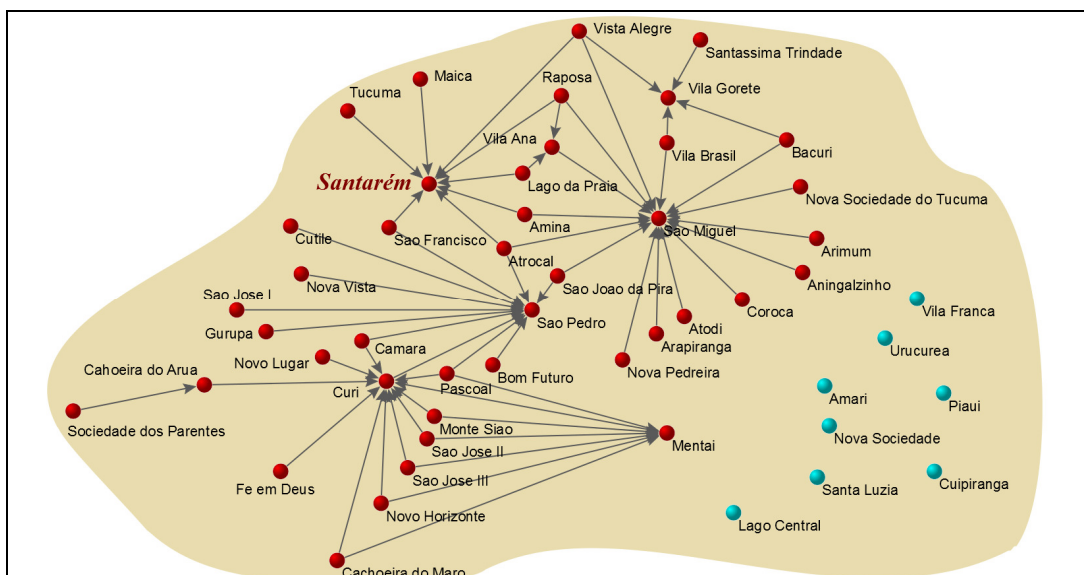 Vista Alegre
Santassima Trindade
Maica
Raposa
Tucuma
Vila Gorete
Vila Ana
Vila Brasil
Bacuri
Santarém
Lago da Praia
Nova Sociedade do Tucuma
Amina
Sao Miguel
Cutile
Sao Francisco
Arimum
Atrocal
Aningalzinho
Nova Vista
Sao Joao da Pira
Sao Jose I
Coroca
Vila Franca
Sao Pedro
Atodi
Gurupa
Arapiranga
Urucurea
Camara
Novo Lugar
Cahoeira do Arua
Bom Futuro
Nova Pedreira
Curi
Pascoal
Amari
Piaui
Sociedade dos Parentes
Monte Siao
Nova Sociedade
Mentai
Sao Jose II
Sao Jose III
Fe em Deus
Santa Luzia
Cuipiranga
Novo Horizonte
Lago Central
Cachoeira do Maro